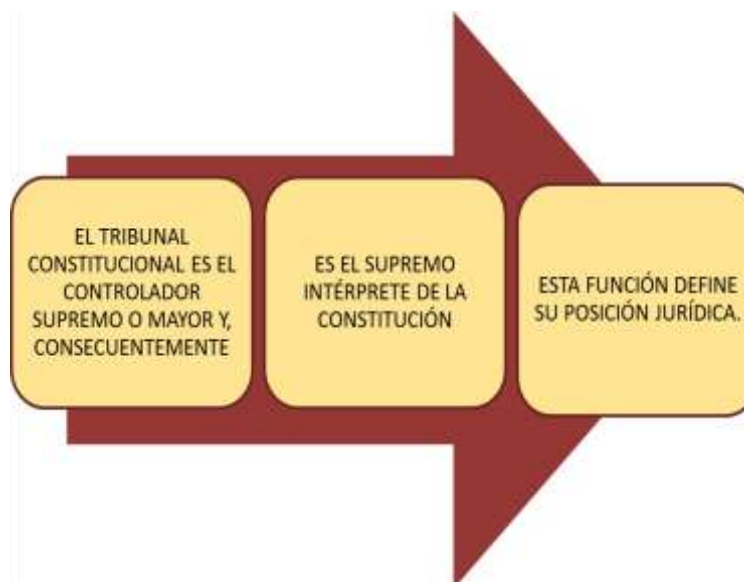 EL TRIBUNAL
CONSTITUCIONAL ES EL
CONTROLADOR
SUPREMO O MAYOR Y,
CONSECUENTEMENTE
ES EL SUPREMO
INTÉRPRETE DE LA
CONSTITUCIÓN
ESTA FUNCIÓN DEFINE
SU POSICIÓN JURÍDICA.